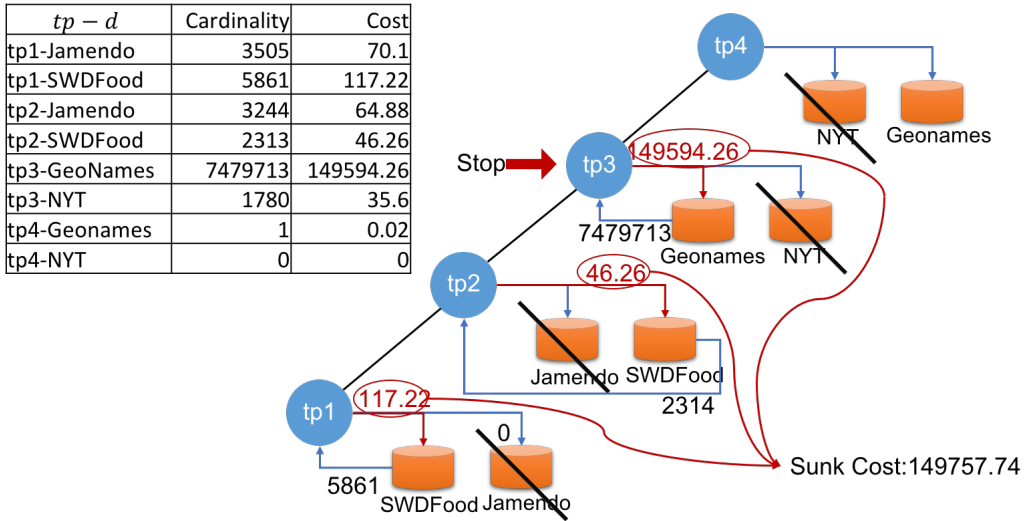 tp − d Cardinality Cost
tp1-Jamendo 3505 70.1
tp1-SWDFood 5861 117.22
tp2-Jamendo 3244 64.88
tp2-SWDFood 2313 46.26
tp3-GeoNames 7479713 149594.26
tp3-NYT 1780 35.6
tp4-Geonames 1 0.02
tp4-NYT 0 0
tp4
NYT Geonames
Stop
tp3
149594.26
7479713
Geonames NYT
tp2
46.26
Jamendo SWDFood
2314
tp1
117.22
0
5861
SWDFood Jamendo
Sunk Cost:149757.74